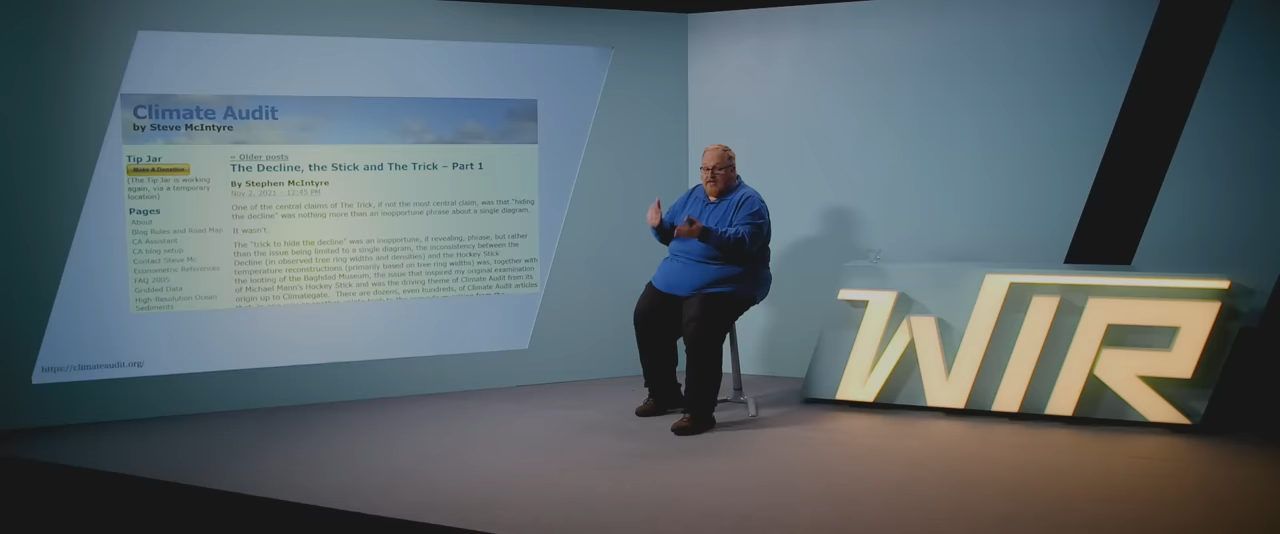 Climate Audit
by Steve McIntyre
Tip Jar
Make A Donation
(The Tip Jar is working
again, via a temporary
location)
Pages
About
Blog Rules and Road Map
CA Assistant
CA blog setup
Contact Steve Mc
Econometric References
FAQ 2005
Gridded Data
High Resolution Ocean
Sediments
« Older posts
The Decline, the Stick and The Trick – Part 1
By Stephen McIntyre
Nov 2, 2021 – 12:45 PM
One of the central claims of The Trick, if not the most central claim, was that "hiding
the decline" was nothing more than an inopportune phrase about a single diagram.
It wasn't.
The "trick to hide the decline" was an inopportune, if revealing, phrase, but rather
than the issue being limited to a single diagram, the inconsistency between the
Decline (in observed tree ring widths and densities) and the Hockey Stick
temperature reconstructions (primarily based on tree ring widths) was, together with
the looting of the Baghdad Museum, the issue that inspired my original examination
of Michael Mann's Hockey Stick and was the driving theme of Climate Audit from its
origin up to Climategate. There are dozens, even hundreds, of Climate Audit articles
https://climateaudit.org/
WIR